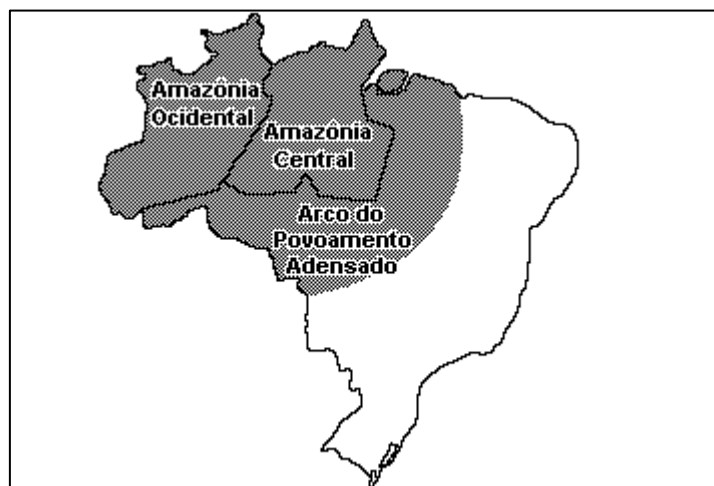 Amazônia
Ocidental
Amazônia
Central
Arco do
Povoamento
Adensado